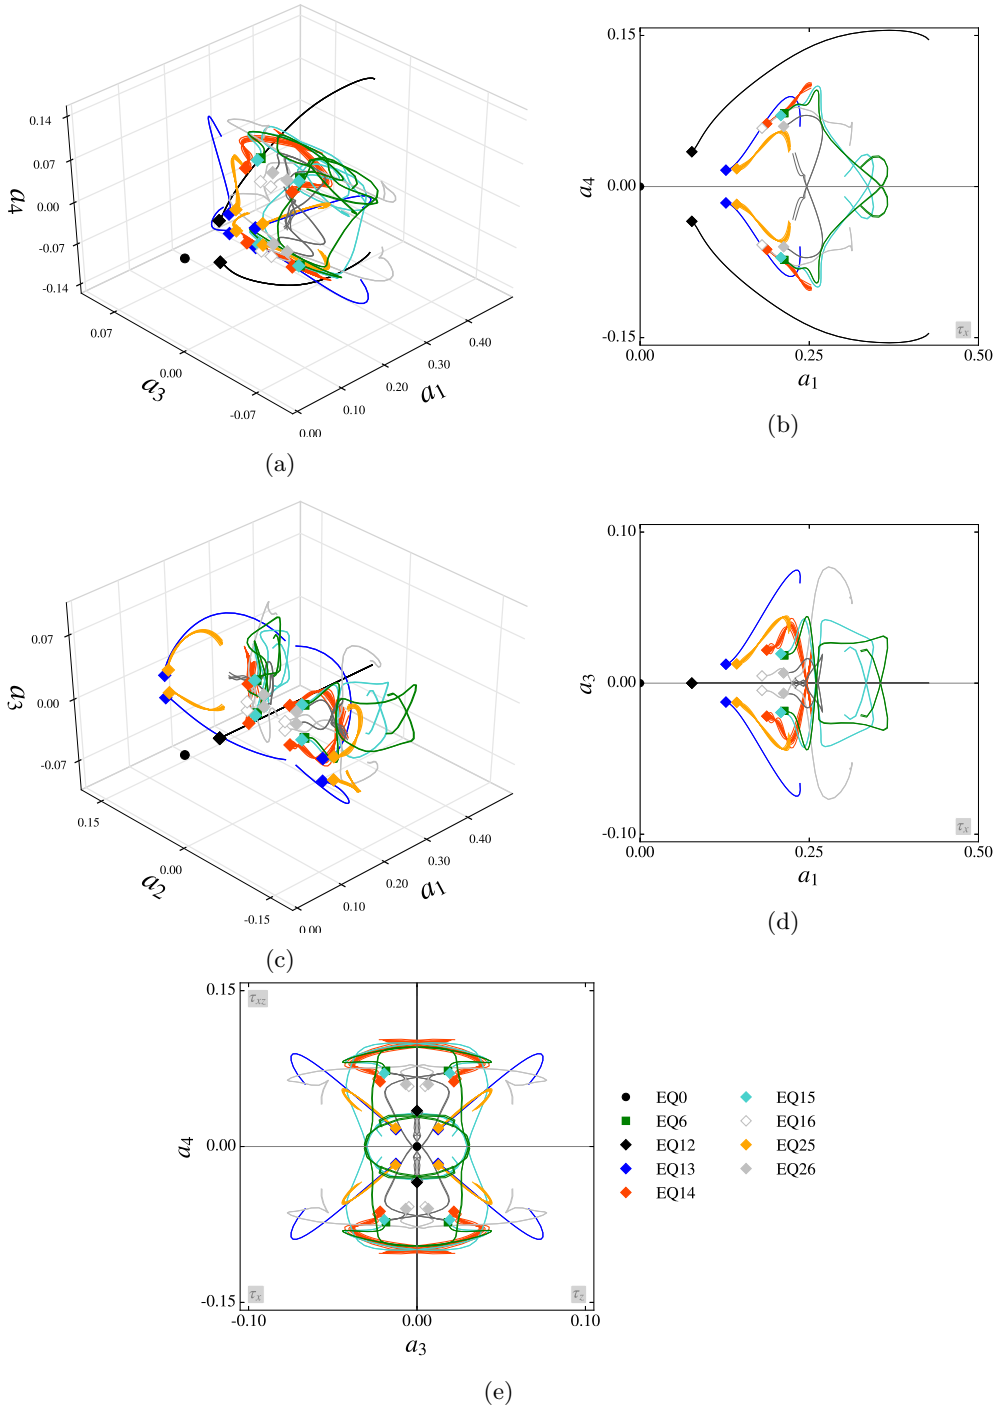 0.14
0.07
0.00
-0.07
-0.14
a4
0.07
0.00
-0.07
a3
0.00
0.10
0.20
0.30
0.40
a1
(a)
0.15
0.00
-0.15
a4
0.00
0.25
0.50
a1
τx
(b)
0.07
0.00
-0.07
a3
0.15
0.00
-0.15
a2
0.00
0.10
0.20
0.30
0.40
a1
(c)
0.10
0.00
-0.10
a3
0.00
0.25
0.50
a1
τx
(d)
0.15
0.00
-0.15
a4
τxz
τx
τz
-0.10
0.00
0.10
a3
(e)
EQ0
EQ6
EQ12
EQ13
EQ14
EQ15
EQ16
EQ25
EQ26